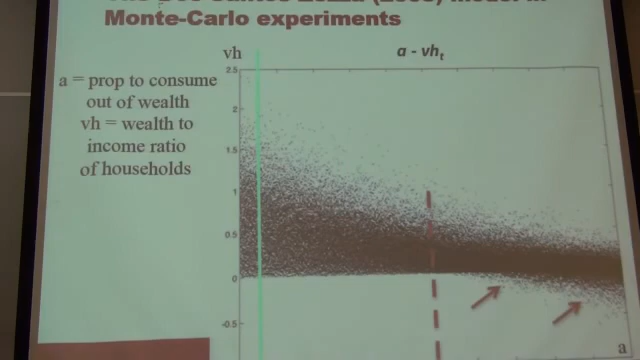 Monte-Carlo experiments
vh
a - vht
a = prop to consume
out of wealth
vh = wealth to
income ratio
of households
2.5
2
1.5
1
0.5
0
-0.5
a